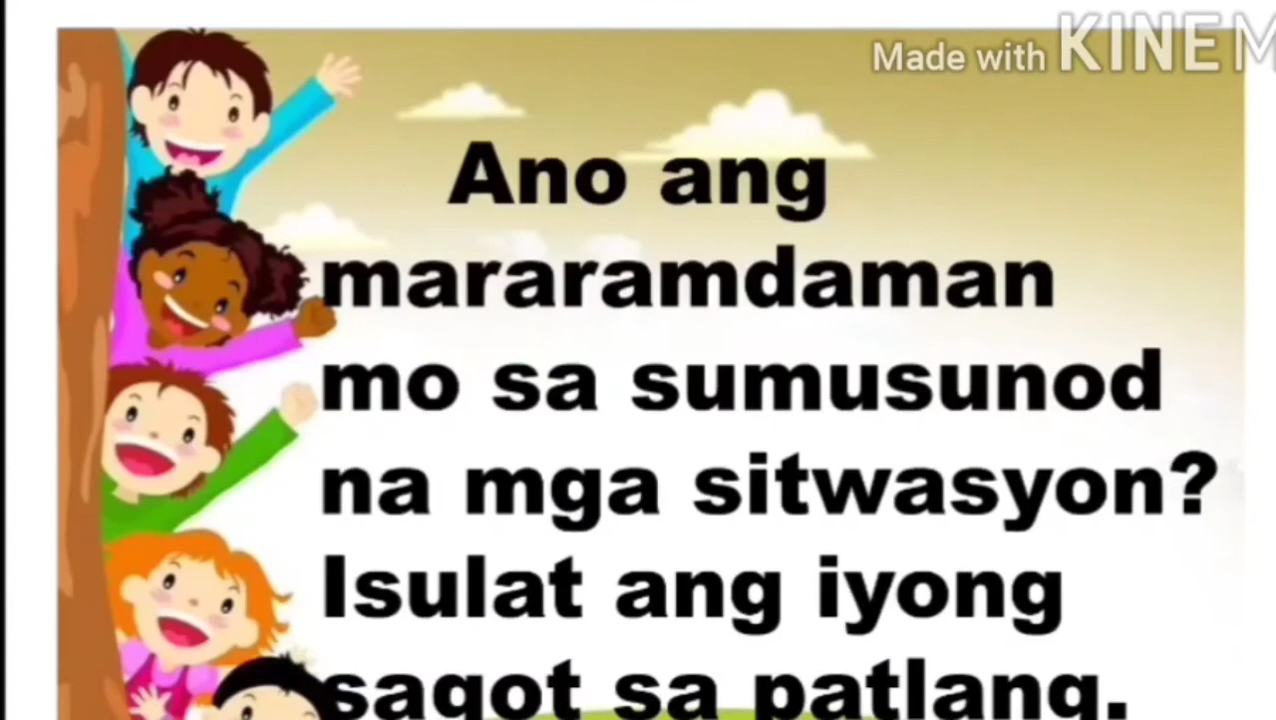 Made with KINEM
Ano ang
mararamdaman
mo sa sumusunod
na mga sitwasyon?
Isulat ang iyong
sagot sa patlang.